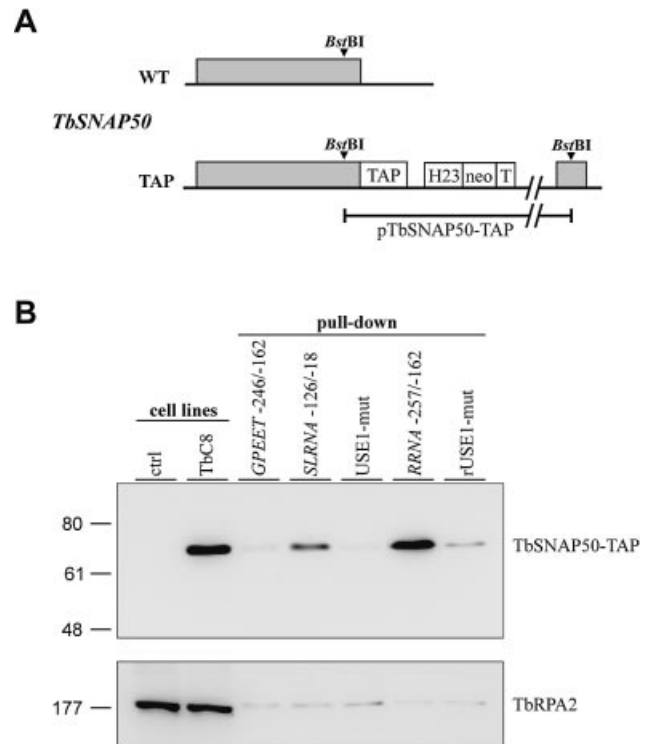 A
BstBI
WT
TbSNAP50
BstBI BstBI
TAP TAP H23 neo T
pTbSNAP50-TAP
B
pull-down
cell lines
ctrl
TbC8
GPEET -246/-162
SLRNA -126/-18
USE1-mut
RRNA -257/-162
rUSE1-mut
80
TbSNAP50-TAP
61
48
177 TbRPA2